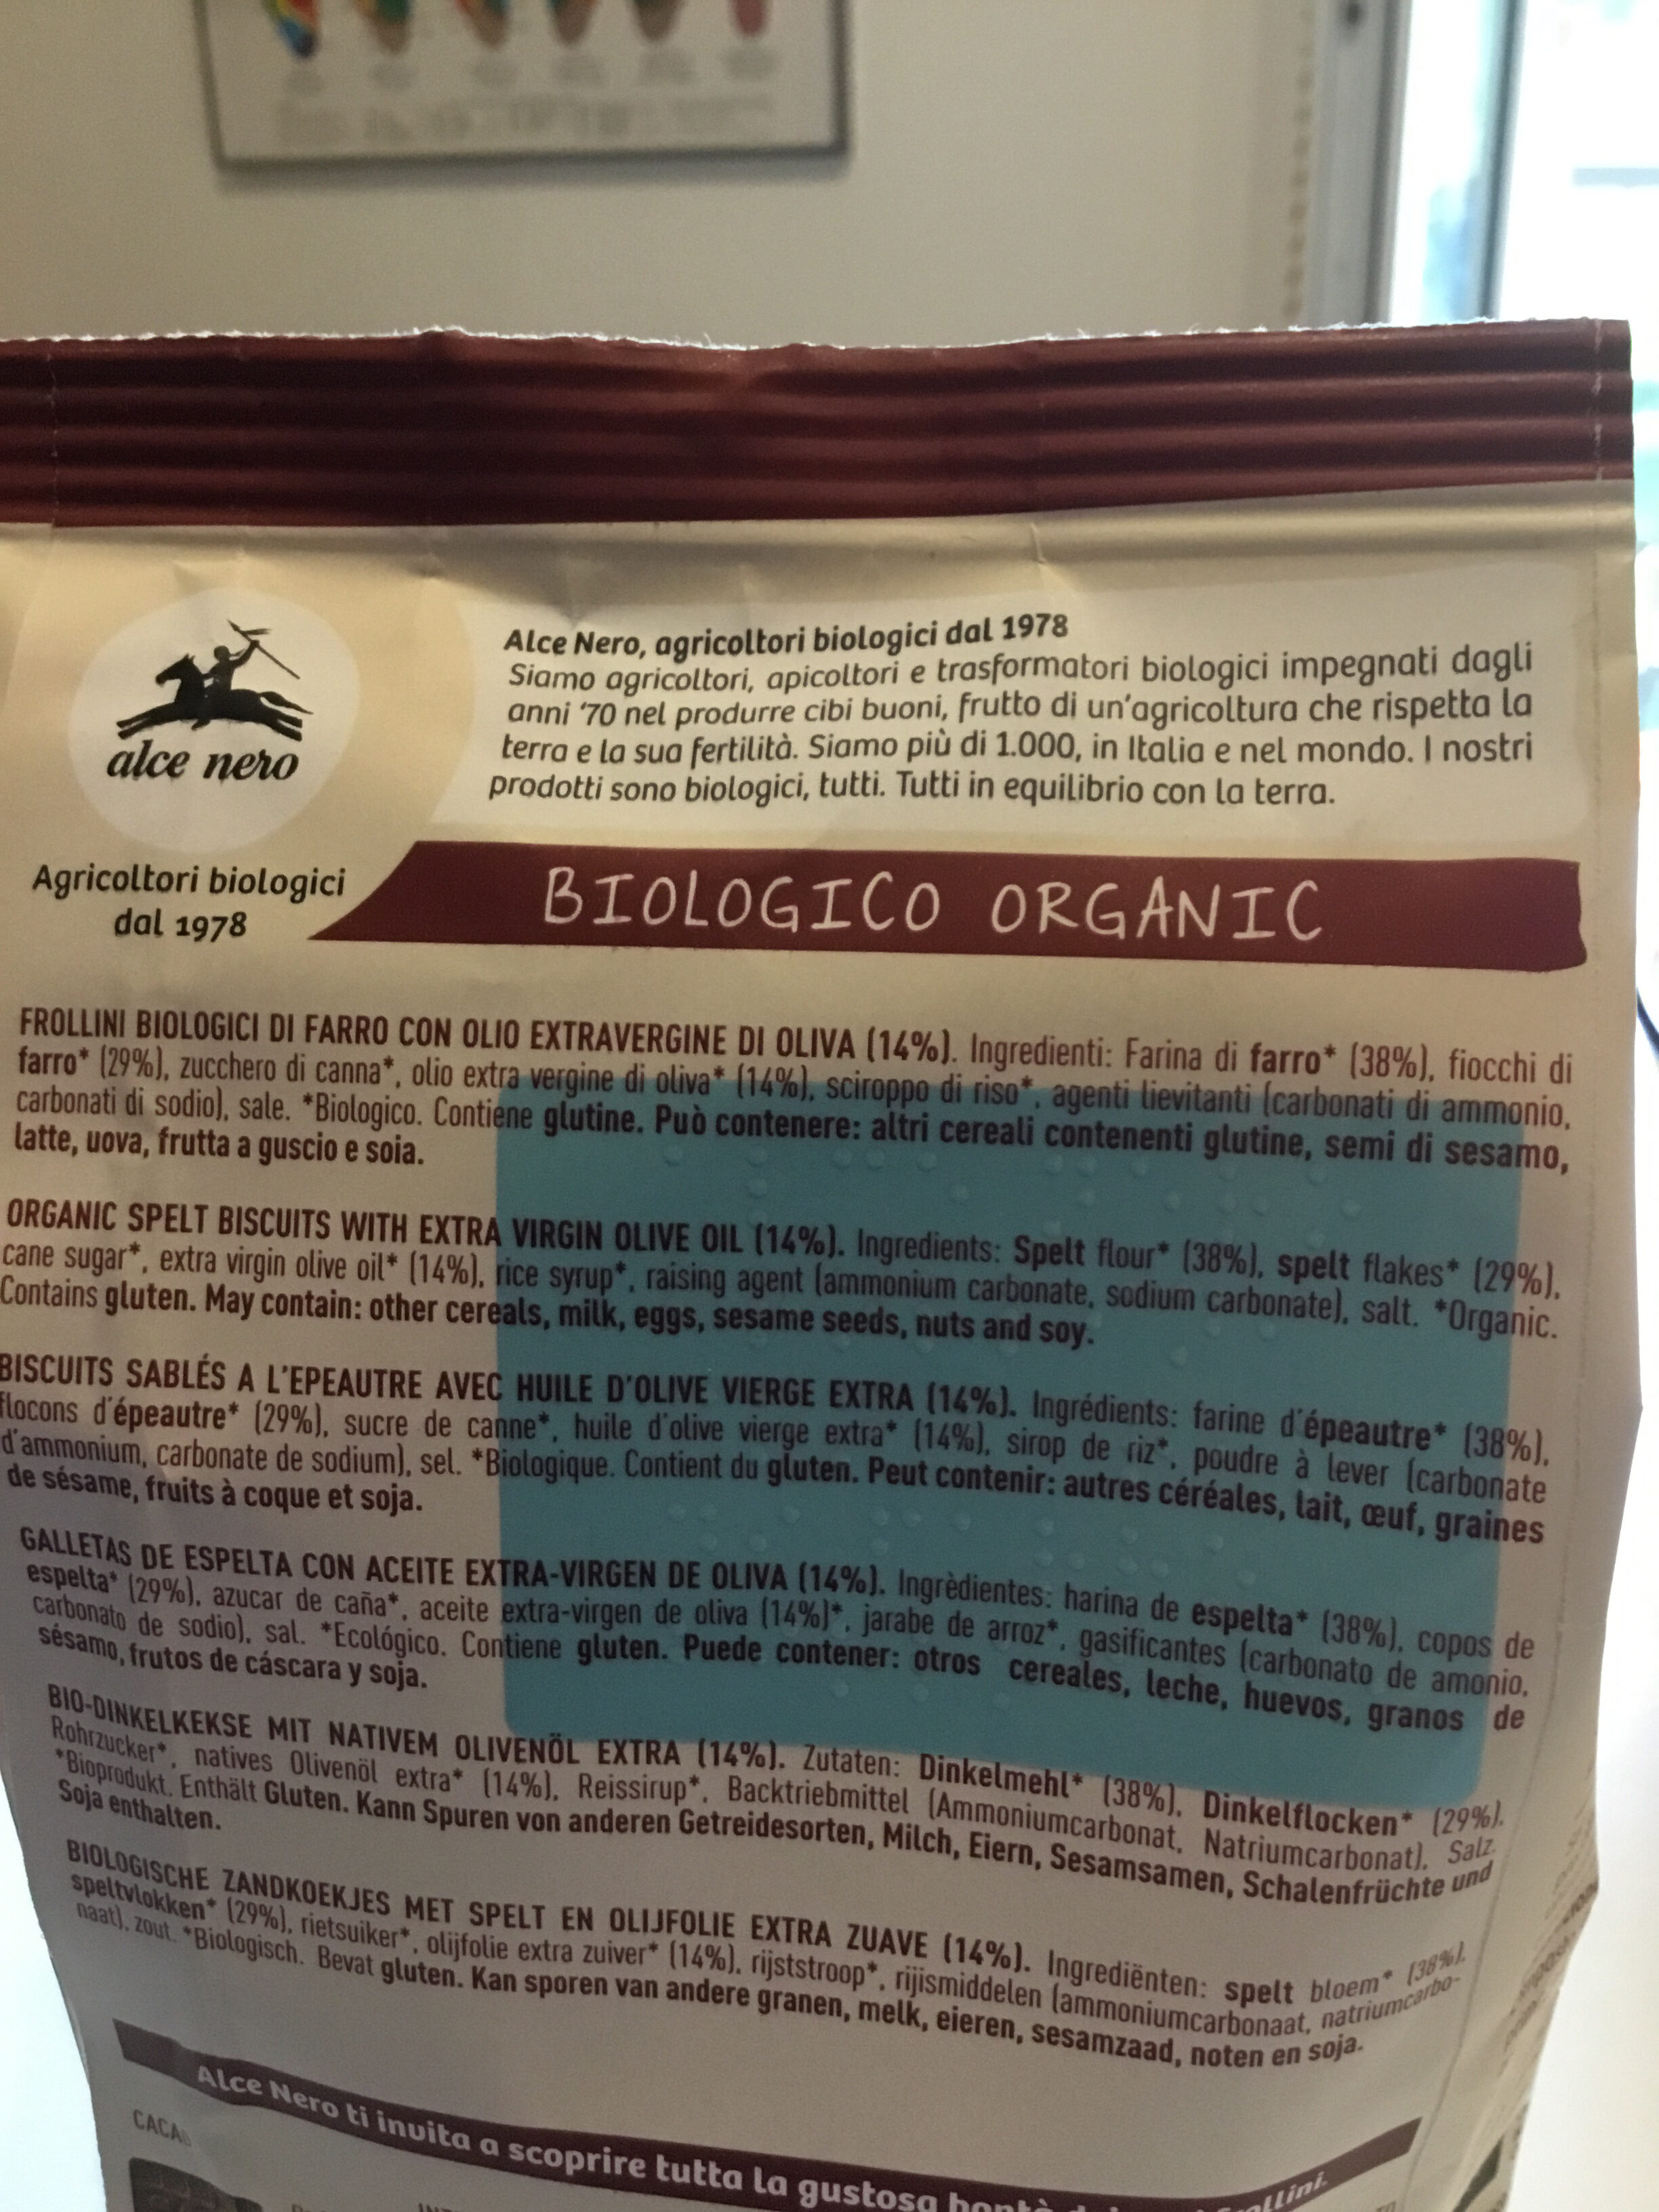 alce nero
Agricoltori biologici
dal 1978
Alce Nero, agricoltori biologici dal 1978
Siamo agricoltori, apicoltori e trasformatori biologici impegnati dagli
anni '70 nel produrre cibi buoni, frutto di un'agricoltura che rispetta la
terra e la sua fertilità. Siamo più di 1.000, in Italia e nel mondo. I nostri
prodotti sono biologici, tutti. Tutti in equilibrio con la terra.
BIOLOGICO ORGANIC
FROLLINI BIOLOGICI DI FARRO CON OLIO EXTRAVERGINE DI OLIVA (14%). Ingredienti: Farina di farro* (38%), fiocchi di
farro* (29%), zucchero di canna*, olio extra vergine di oliva* (14%), sciroppo di riso*, agenti lievitanti (carbonati di ammonio,
carbonati di sodio), sale. *Biologico. Contiene glutine. Può contenere: altri cereali contenenti glutine, semi di sesamo,
latte, uova, frutta a guscio e soia.
ORGANIC SPELT BISCUITS WITH EXTRA VIRGIN OLIVE OIL (14%). Ingredients: Spelt flour* (38%), spelt flakes* (29%),
cane sugar*, extra virgin olive oil* (14%), rice syrup*, raising agent (ammonium carbonate, sodium carbonate), salt. *Organic.
Contains gluten. May contain: other cereals, milk, eggs, sesame seeds, nuts and soy.
BISCUITS SABLÉS A L'EPEAUTRE AVEC HUILE D'OLIVE VIERGE EXTRA (14%). Ingrédients: farine d'épeautre* (38%),
flocons d'épeautre* (29%), sucre de canne*, huile d'olive vierge extra* (14%), sirop de riz*, poudre à lever (carbonate
d'ammonium, carbonate de sodium), sel. *Biologique. Contient du gluten. Peut contenir: autres céréales, lait, œuf, graines
de sésame, fruits à coque et soja.
GALLETAS DE ESPELTA CON ACEITE EXTRA-VIRGEN DE OLIVA (14%). Ingrèdientes: harina de espelta* (38%), copos de
espelta* (29%), azucar de caña*, aceite extra-virgen de oliva (14%)*, jarabe de arroz*, gasificantes (carbonato de amonio,
carbonato de sodio), sal. *Ecológico. Contiene gluten. Puede contener: otros cereales, leche, huevos, granos de
sésamo, frutos de cáscara y soja.
BIO-DINKELKEKSE MIT NATIVEM OLIVENÖL EXTRA (14%). Zutaten: Dinkelmehl* (38%), Dinkelflocken* (29%),
Rohrzucker*, natives Olivenöl extra* (14%), Reissirup*, Backtriebmittel (Ammoniumcarbonat, Natriumcarbonat), Salz.
*Bioprodukt. Enthält Gluten. Kann Spuren von anderen Getreidesorten, Milch, Eiern, Sesamsamen, Schalenfrüchte und
Soja enthalten.
BIOLOGISCHE ZANDKOEKJES MET SPELT EN OLIJFOLIE EXTRA ZUAVE (14%). Ingrediënten: spelt bloem* (38%),
speltvlokken* (29%), rietsuiker*, olijfolie extra zuiver* (14%), rijststroop*, rijismiddelen (ammoniumcarbonaat, natriumcarbo-
naat), zout. *Biologisch. Bevat gluten. Kan sporen van andere granen, melk, eieren, sesamzaad, noten en soja.
Alce Nero ti invita a scoprire tutta la gustosa bontà